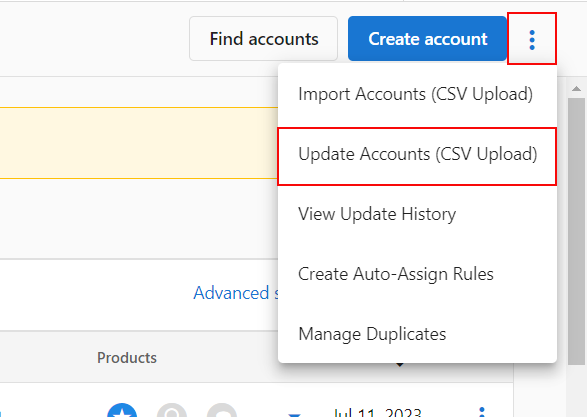 Find accounts
Create account
Import Accounts (CSV Upload)
Update Accounts (CSV Upload)
View Update History
Create Auto-Assign Rules
Advanced
Manage Duplicates
Products
Jul 11, 2023